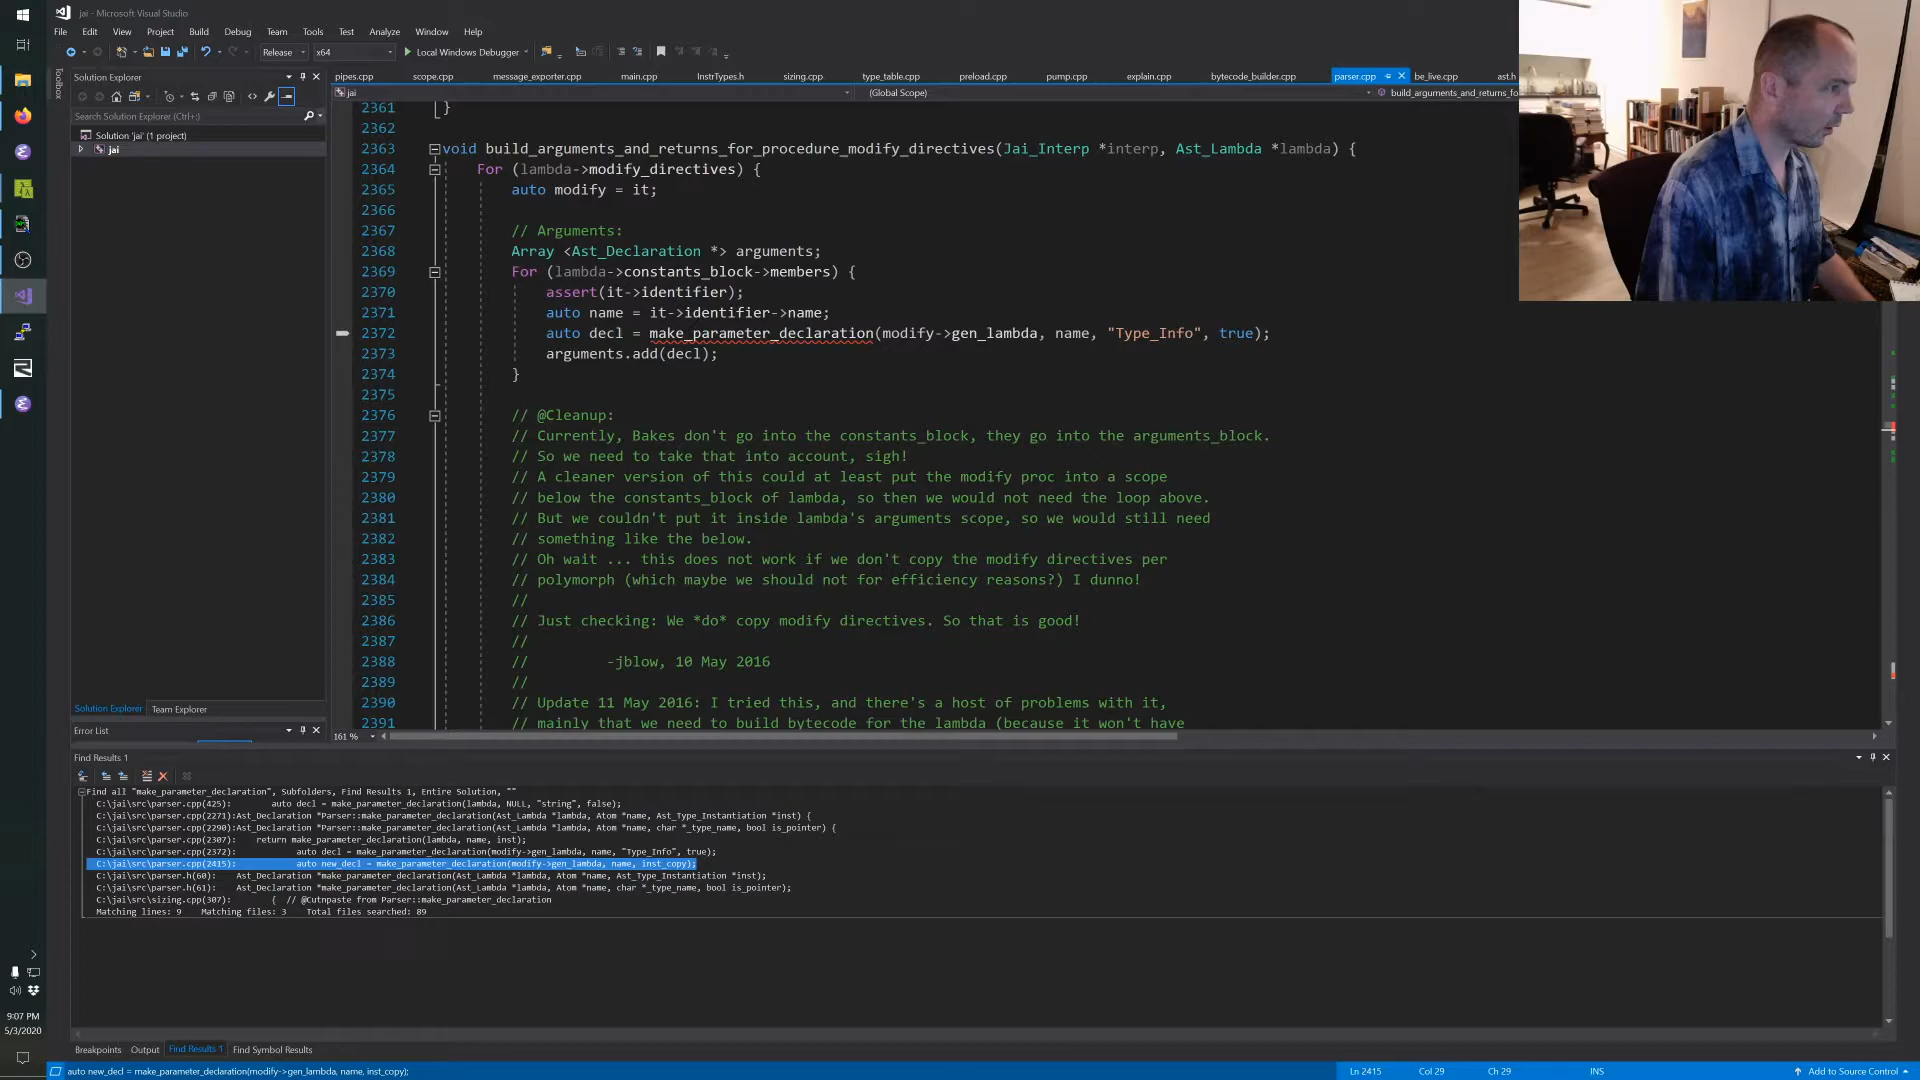 jai - Microsoft Visual Studio
File Edit View Project Build Debug Team Tools Test Analyze Window Help
Release x64 Local Windows Debugger
Toolbox
Solution Explorer
Search Solution Explorer (Ctrl+;)
Solution 'jai' (1 project)
jai
Solution Explorer Team Explorer
Error List
pipes.cpp scope.cpp message_exporter.cpp main.cpp InstrTypes.h sizing.cpp type_table.cpp preload.cpp pump.cpp explain.cpp bytecode_builder.cpp parser.cpp be_live.cpp ast.h
jai (Global Scope) build_arguments_and_returns_fo
2361 }
2362
2363 void build_arguments_and_returns_for_procedure_modify_directives(Jai_Interp *interp, Ast_Lambda *lambda) {
2364 For (lambda->modify_directives) {
2365 auto modify = it;
2366
2367 // Arguments:
2368 Array <Ast_Declaration *> arguments;
2369 For (lambda->constants_block->members) {
2370 assert(it->identifier);
2371 auto name = it->identifier->name;
2372 auto decl = make_parameter_declaration(modify->gen_lambda, name, "Type_Info", true);
2373 arguments.add(decl);
2374 }
2375
2376 // @Cleanup:
2377 // Currently, Bakes don't go into the constants_block, they go into the arguments_block.
2378 // So we need to take that into account, sigh!
2379 // A cleaner version of this could at least put the modify proc into a scope
2380 // below the constants_block of lambda, so then we would not need the loop above.
2381 // But we couldn't put it inside lambda's arguments scope, so we would still need
2382 // something like the below.
2383 // Oh wait ... this does not work if we don't copy the modify directives per
2384 // polymorph (which maybe we should not for efficiency reasons?) I dunno!
2385 //
2386 // Just checking: We *do* copy modify directives. So that is good!
2387 //
2388 // -jblow, 10 May 2016
2389 //
2390 // Update 11 May 2016: I tried this, and there's a host of problems with it,
2391 // mainly that we need to build bytecode for the lambda (because it won't have
161 %
Find Results 1
Find all "make_parameter_declaration", Subfolders, Find Results 1, Entire Solution, ""
C:\jai\src\parser.cpp(425): auto decl = make_parameter_declaration(lambda, NULL, "string", false);
C:\jai\src\parser.cpp(2271):Ast_Declaration *Parser::make_parameter_declaration(Ast_Lambda *lambda, Atom *name, Ast_Type_Instantiation *inst) {
C:\jai\src\parser.cpp(2290):Ast_Declaration *Parser::make_parameter_declaration(Ast_Lambda *lambda, Atom *name, char *_type_name, bool is_pointer) {
C:\jai\src\parser.cpp(2307): return make_parameter_declaration(lambda, name, inst);
C:\jai\src\parser.cpp(2372): auto decl = make_parameter_declaration(modify->gen_lambda, name, "Type_Info", true);
C:\jai\src\parser.cpp(2415): auto new_decl = make_parameter_declaration(modify->gen_lambda, name, inst_copy);
C:\jai\src\parser.h(60): Ast_Declaration *make_parameter_declaration(Ast_Lambda *lambda, Atom *name, Ast_Type_Instantiation *inst);
C:\jai\src\parser.h(61): Ast_Declaration *make_parameter_declaration(Ast_Lambda *lambda, Atom *name, char *_type_name, bool is_pointer);
C:\jai\src\sizing.cpp(307): { // @Cutnpaste from Parser::make_parameter_declaration
Matching lines: 9 Matching files: 3 Total files searched: 89
Breakpoints Output Find Results 1 Find Symbol Results
9:07 PM
5/3/2020
auto new_decl = make_parameter_declaration(modify->gen_lambda, name, inst_copy);
Ln 2415 Col 29 Ch 29 INS Add to Source Control